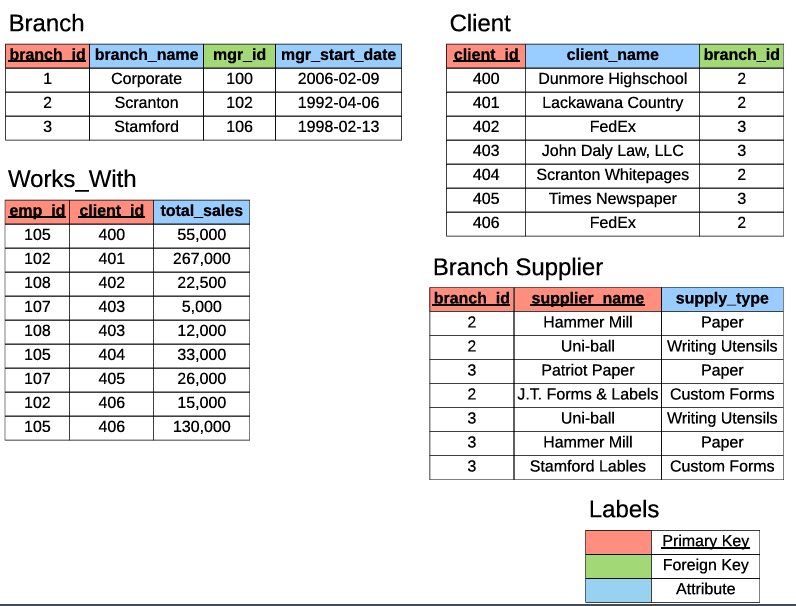 Branch
branch_id branch_name mgr_id mgr_start_date
1 Corporate 100 2006-02-09
2 Scranton 102 1992-04-06
3 Stamford 106 1998-02-13
Works_With
emp_id client_id total_sales
105 400 55,000
102 401 267,000
108 402 22,500
107 403 5,000
108 403 12,000
105 404 33,000
107 405 26,000
102 406 15,000
105 406 130,000
Client
client_id client_name branch_id
400 Dunmore Highschool 2
401 Lackawana Country 2
402 FedEx 3
403 John Daly Law, LLC 3
404 Scranton Whitepages 2
405 Times Newspaper 3
406 FedEx 2
Branch Supplier
branch_id supplier_name supply_type
2 Hammer Mill Paper
2 Uni-ball Writing Utensils
3 Patriot Paper Paper
2 J.T. Forms & Labels Custom Forms
3 Uni-ball Writing Utensils
3 Hammer Mill Paper
3 Stamford Lables Custom Forms
Labels
Primary Key
Foreign Key
Attribute